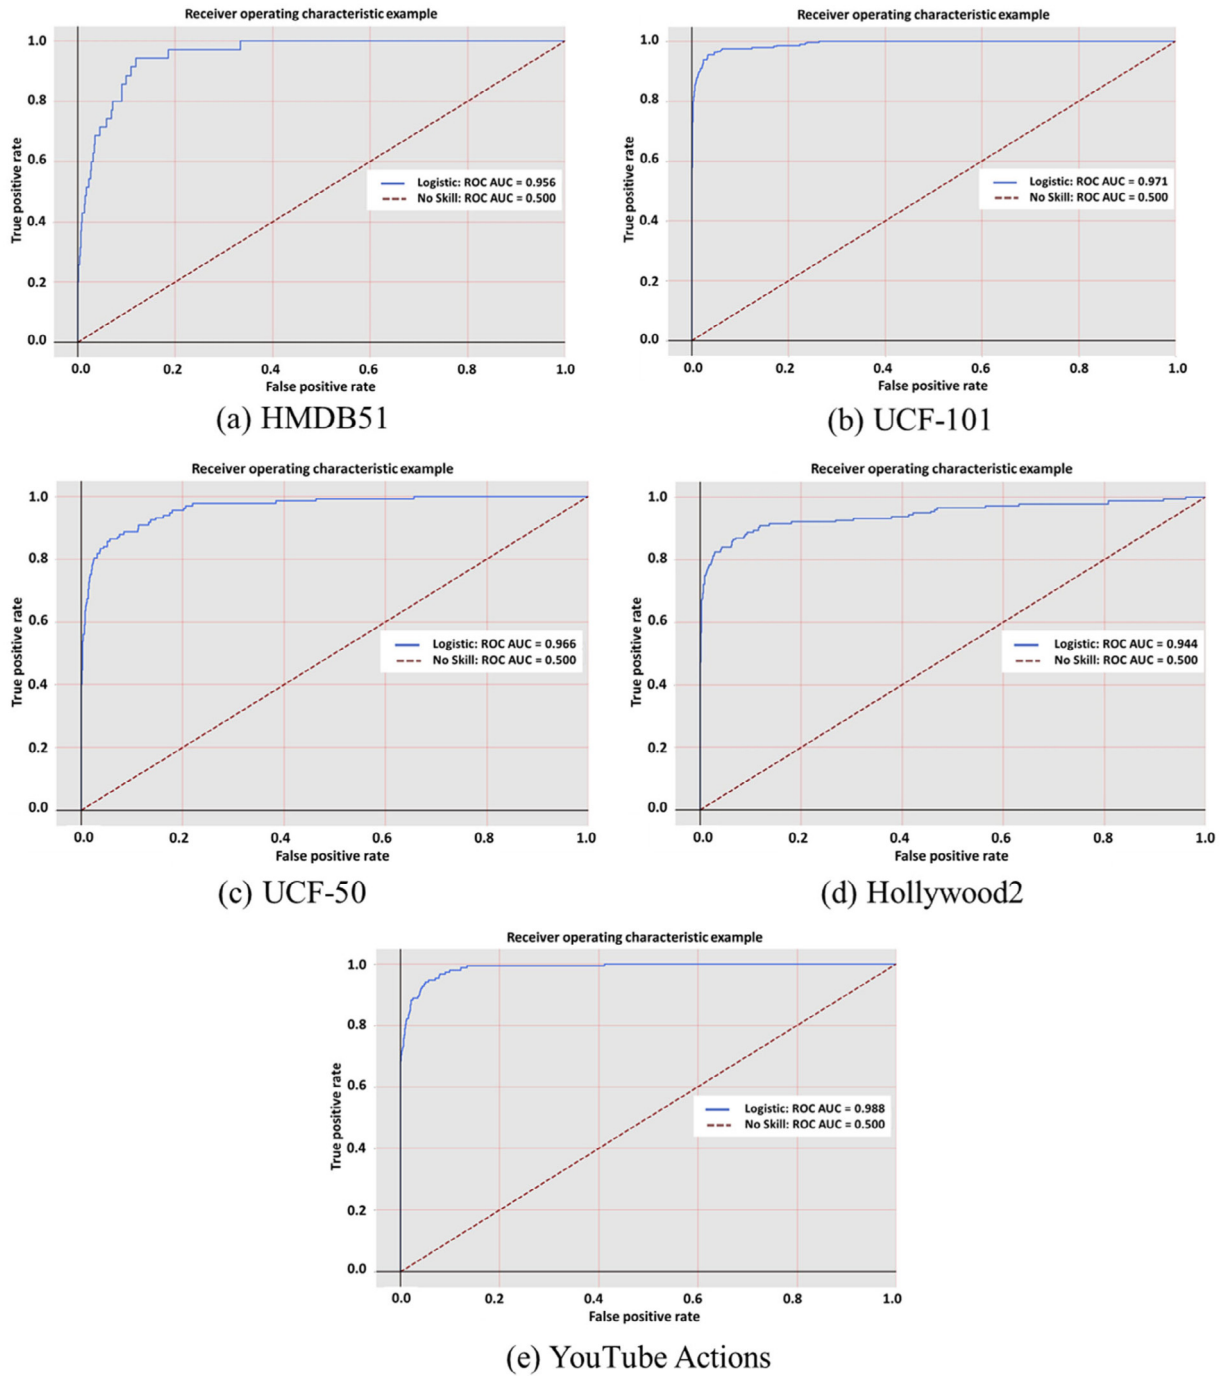 Receiver operating characteristic example
1.0
0.8
0.6
0.4
0.2
0.0
True positive rate
Logistic: ROC AUC = 0.956
No Skill: ROC AUC = 0.500
0.0 0.2 0.4 0.6 0.8 1.0
False positive rate
(a) HMDB51
Receiver operating characteristic example
1.0
0.8
0.6
0.4
0.2
0.0
True positive rate
Logistic: ROC AUC = 0.971
No Skill: ROC AUC = 0.500
0.0 0.2 0.4 0.6 0.8 1.0
False positive rate
(b) UCF-101
Receiver operating characteristic example
1.0
0.8
0.6
0.4
0.2
0.0
True positive rate
Logistic: ROC AUC = 0.966
No Skill: ROC AUC = 0.500
0.0 0.2 0.4 0.6 0.8 1.0
False positive rate
(c) UCF-50
Receiver operating characteristic example
1.0
0.8
0.6
0.4
0.2
0.0
True positive rate
Logistic: ROC AUC = 0.944
No Skill: ROC AUC = 0.500
0.0 0.2 0.4 0.6 0.8 1.0
False positive rate
(d) Hollywood2
Receiver operating characteristic example
1.0
0.8
0.6
0.4
0.2
0.0
True positive rate
Logistic: ROC AUC = 0.988
No Skill: ROC AUC = 0.500
0.0 0.2 0.4 0.6 0.8 1.0
False positive rate
(e) YouTube Actions